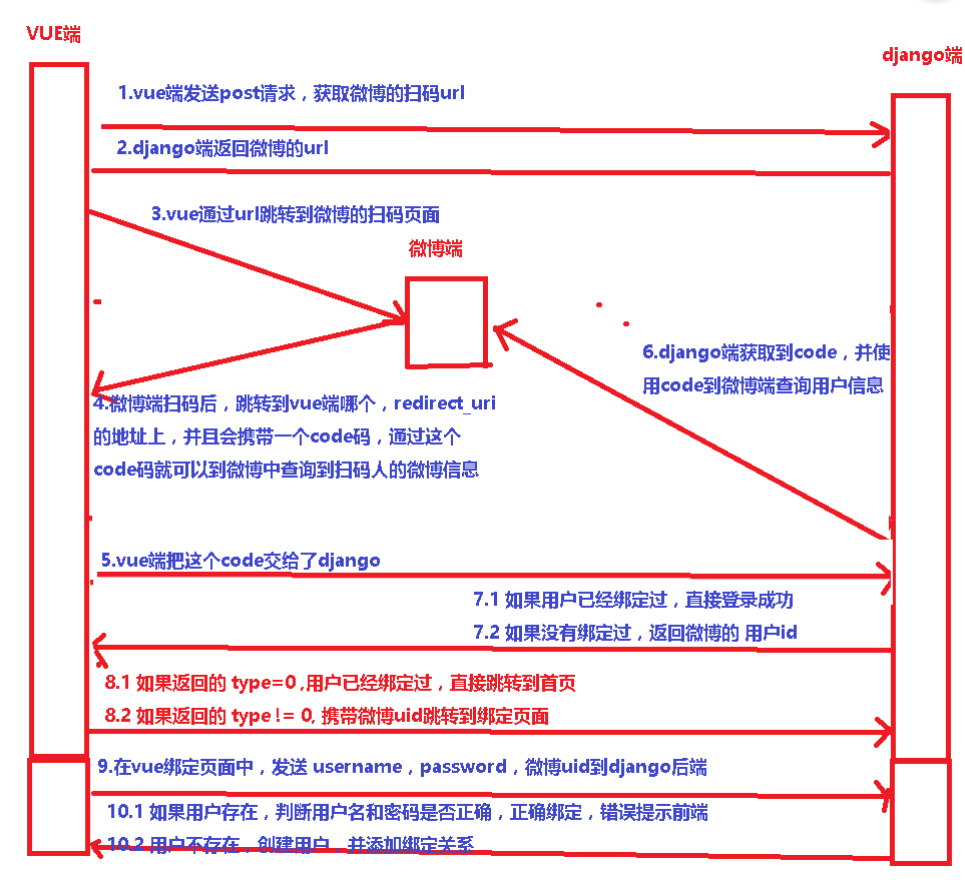 VUE端
django端
1.vue端发送post请求，获取微博的扫码url
2.django端返回微博的url
3.vue通过url跳转到微博的扫码页面
微博端
6.django端获取到code，并使
用code到微博端查询用户信息
4.微博端扫码后，跳转到vue端哪个，redirect_uri
的地址上，并且会携带一个code码，通过这个
code码就可以到微博中查询到扫码人的微博信息
5.vue端把这个code交给了django
7.1 如果用户已经绑定过，直接登录成功
7.2 如果没有绑定过，返回微博的 用户id
8.1 如果返回的 type=0 ,用户已经绑定过，直接跳转到首页
8.2 如果返回的 type != 0, 携带微博uid跳转到绑定页面
9.在vue绑定页面中，发送 username，password，微博uid到django后端
10.1 如果用户存在，判断用户名和密码是否正确，正确绑定，错误提示前端
10.2 用户不存在，创建用户，并添加绑定关系